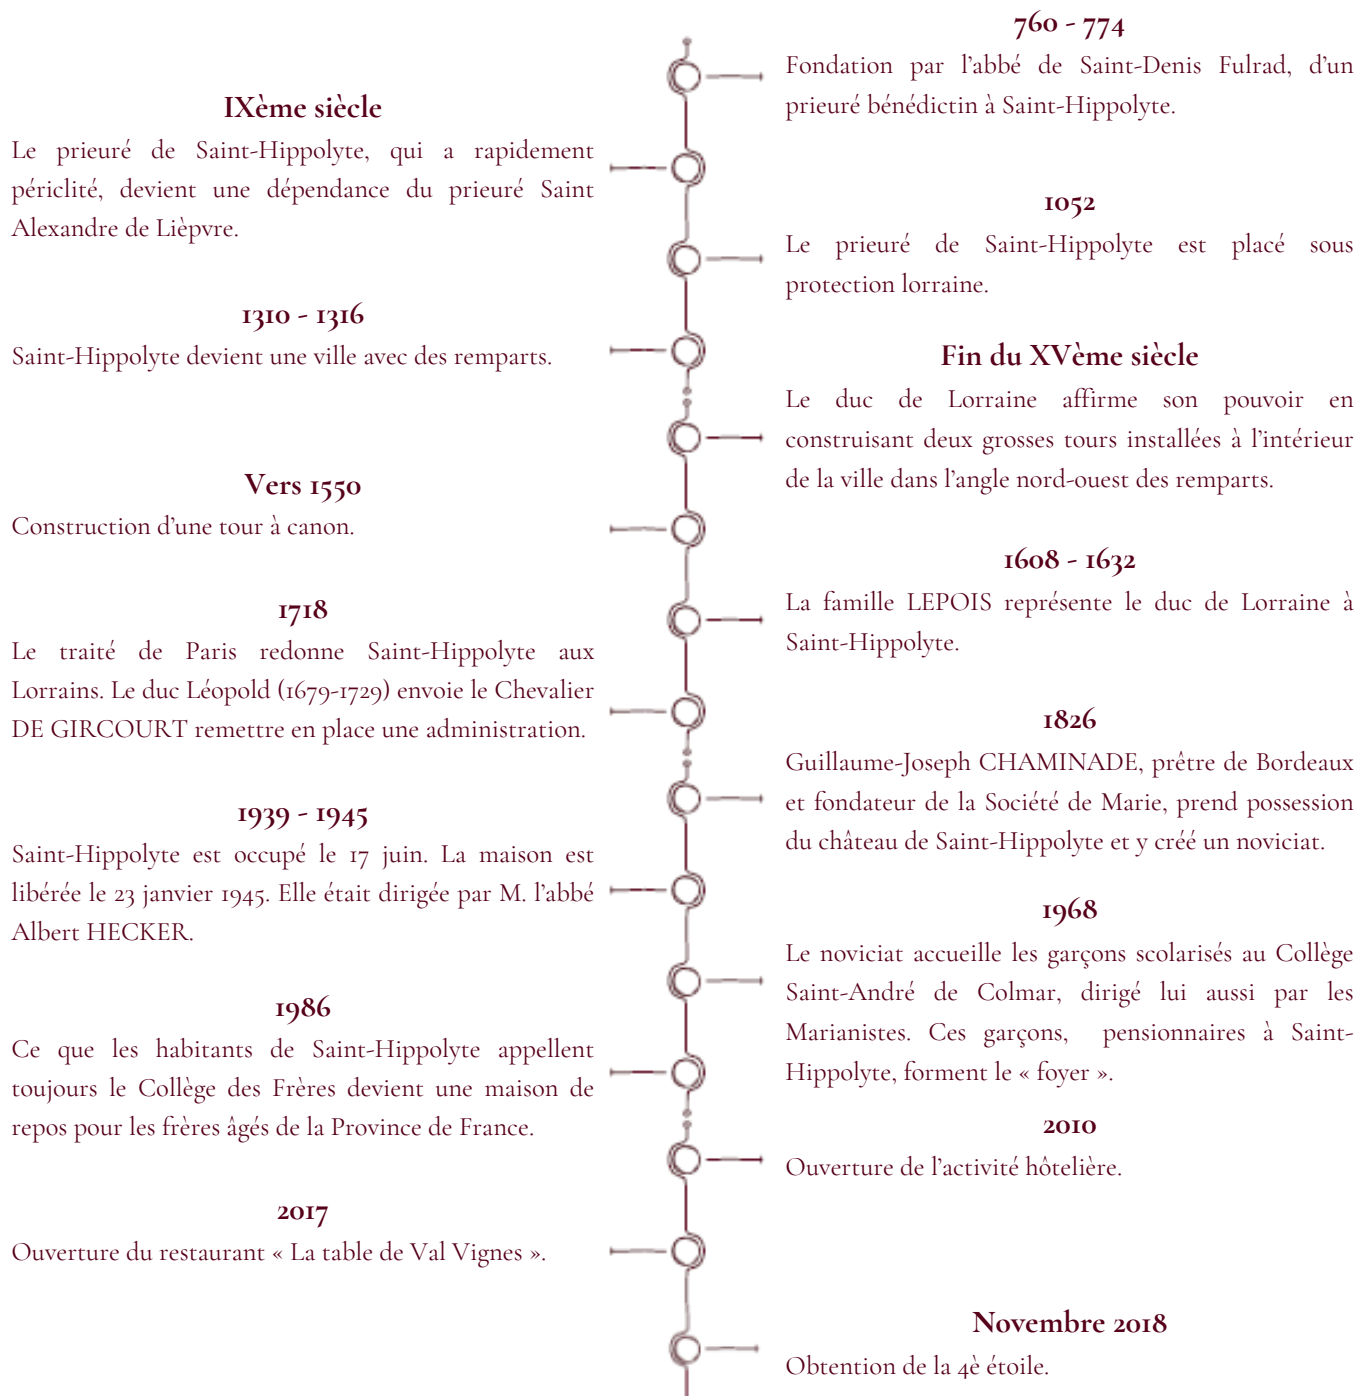 760 - 774
Fondation par l'abbé de Saint-Denis Fulrad, d'un
prieuré bénédictin à Saint-Hippolyte.
IXème siècle
Le prieuré de Saint-Hippolyte, qui a rapidement
périclité, devient une dépendance du prieuré Saint
Alexandre de Lièpvre.
1052
Le prieuré de Saint-Hippolyte est placé sous
protection lorraine.
1310 - 1316
Saint-Hippolyte devient une ville avec des remparts.
Fin du XVème siècle
Le duc de Lorraine affirme son pouvoir en
construisant deux grosses tours installées à l'intérieur
de la ville dans l'angle nord-ouest des remparts.
Vers 1550
Construction d'une tour à canon.
1608 - 1632
La famille LEPOIS représente le duc de Lorraine à
Saint-Hippolyte.
1718
Le traité de Paris redonne Saint-Hippolyte aux
Lorrains. Le duc Léopold (1679-1729) envoie le Chevalier
DE GIRCOURT remettre en place une administration.
1826
Guillaume-Joseph CHAMINADE, prêtre de Bordeaux
et fondateur de la Société de Marie, prend possession
du château de Saint-Hippolyte et y créé un noviciat.
1939 - 1945
Saint-Hippolyte est occupé le 17 juin. La maison est
libérée le 23 janvier 1945. Elle était dirigée par M. l'abbé
Albert HECKER.
1968
Le noviciat accueille les garçons scolarisés au Collège
Saint-André de Colmar, dirigé lui aussi par les
Marianistes. Ces garçons, pensionnaires à Saint-
Hippolyte, forment le « foyer ».
1986
Ce que les habitants de Saint-Hippolyte appellent
toujours le Collège des Frères devient une maison de
repos pour les frères âgés de la Province de France.
2010
Ouverture de l'activité hôtelière.
2017
Ouverture du restaurant « La table de Val Vignes ».
Novembre 2018
Obtention de la 4è étoile.